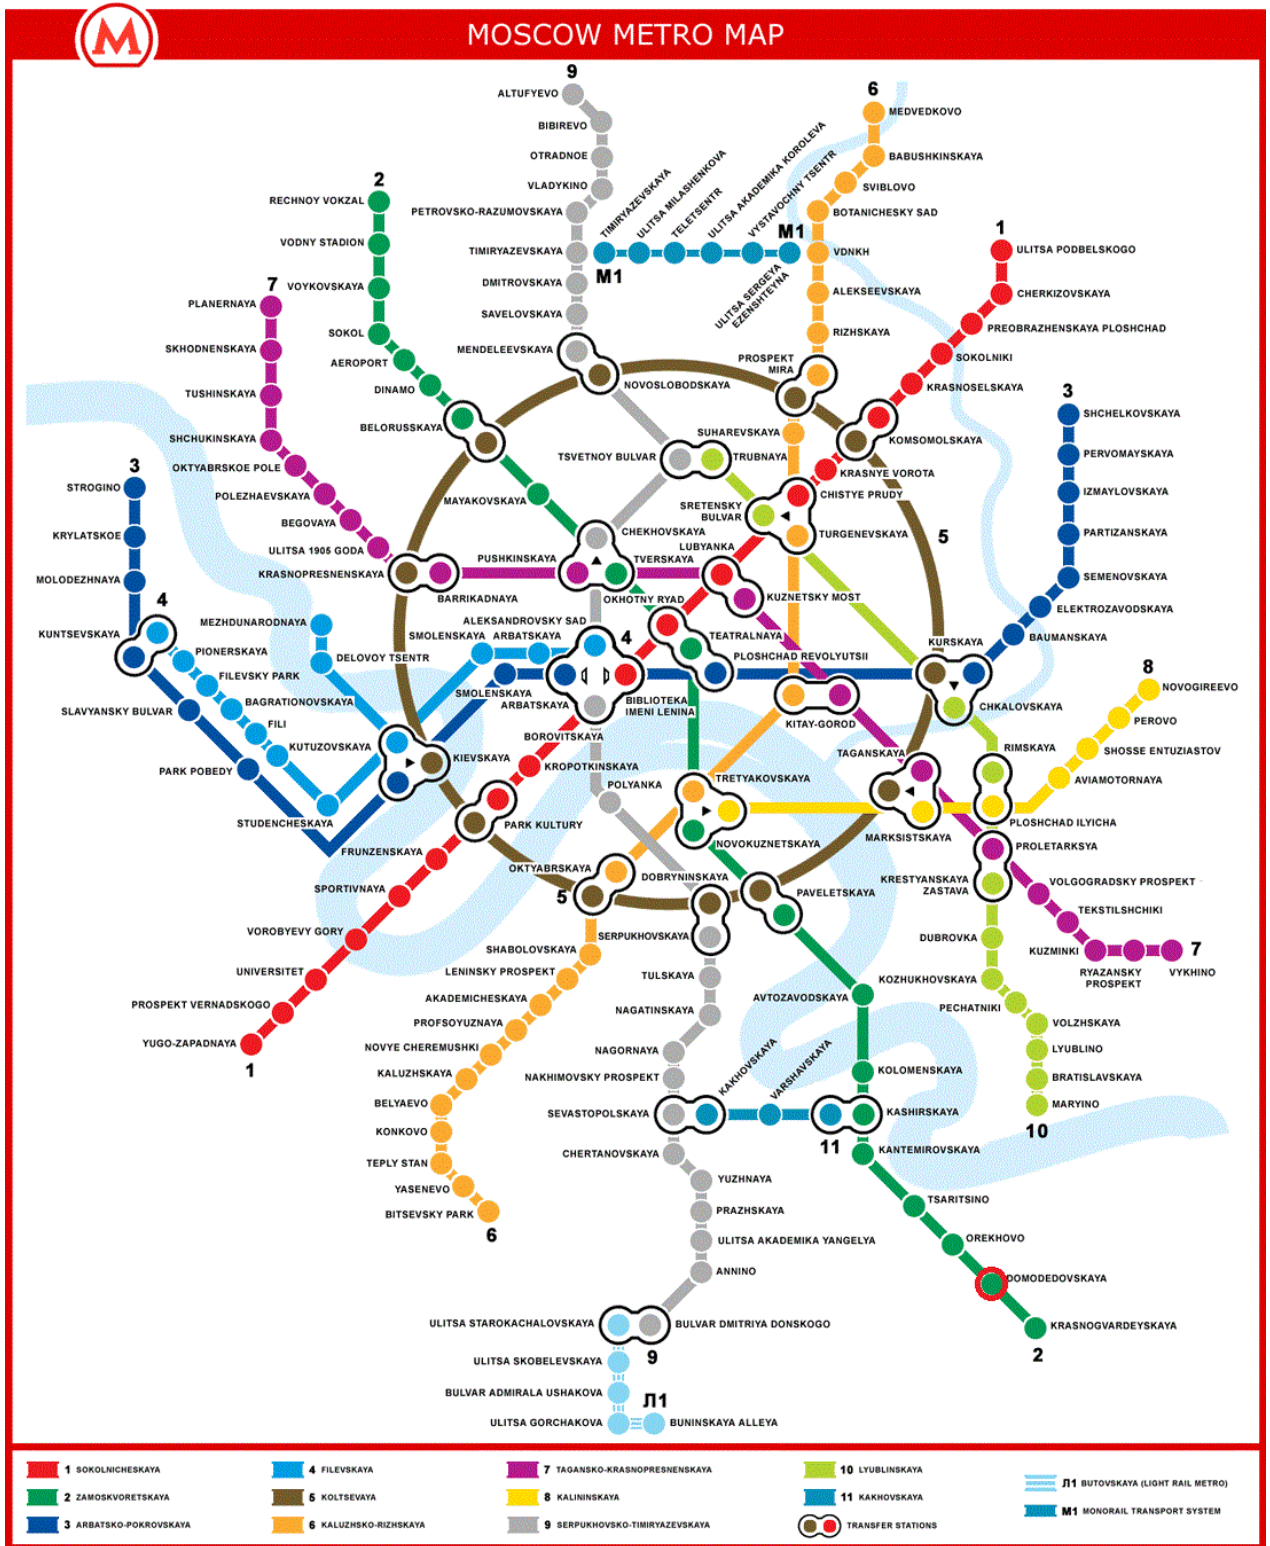 M
MOSCOW METRO MAP
9
ALTUFYEVO
BIBIREVO
OTRADNOE
VLADYKINO
PETROVSKO-RAZUMOVSKAYA
TIMIRYAZEVSKAYA
DMITROVSKAYA
SAVELOVSKAYA
MENDELEEVSKAYA
NOVOSLOBODSKAYA
TIMIRYAZEVSKAYA
ULITSA MILASHENKOVA
TELETSENTR
ULITSA AKADEMIKA KOROLEVA
VYSTAVOCHNY TSENTR
M1
M1
ULITSA SERGEYA
EZENSHTEYNA
6
MEDVEDKOVO
BABUSHKINSKAYA
SVIBLOVO
BOTANICHESKY SAD
VDNKH
ALEKSEEVSKAYA
RIZHSKAYA
PROSPEKT
MIRA
SUHAREVSKAYA
1
ULITSA PODBELSKOGO
CHERKIZOVSKAYA
PREOBRAZHENSKAYA PLOSHCHAD
SOKOLNIKI
KRASNOSELSKAYA
KOMSOMOLSKAYA
KRASNYE VOROTA
CHISTYE PRUDY
TURGENEVSKAYA
SRETENSKY
BULVAR
TSVETNOY BULVAR
TRUBNAYA
2
RECHNOY VOKZAL
VODNY STADION
VOYKOVSKAYA
SOKOL
AEROPORT
DINAMO
BELORUSSKAYA
MAYAKOVSKAYA
7
PLANERNAYA
SKHODNENSKAYA
TUSHINSKAYA
SHCHUKINSKAYA
OKTYABRSKOE POLE
POLEZHAEVSKAYA
BEGOVAYA
ULITSA 1905 GODA
KRASNOPRESNENSKAYA
BARRIKADNAYA
PUSHKINSKAYA
CHEKHOVSKAYA
TVERSKAYA
LUBYANKA
KUZNETSKY MOST
OKHOTNY RYAD
TEATRALNAYA
PLOSHCHAD REVOLYUTSII
5
3
SHCHELKOVSKAYA
PERVOMAYSKAYA
IZMAYLOVSKAYA
PARTIZANSKAYA
SEMENOVSKAYA
ELEKTROZAVODSKAYA
BAUMANSKAYA
KURSKAYA
CHKALOVSKAYA
3
STROGINO
KRYLATSKOE
MOLODEZHNAYA
4
KUNTSEVSKAYA
PIONERSKAYA
FILEVSKY PARK
BAGRATIONOVSKAYA
FILI
KUTUZOVSKAYA
STUDENCHESKAYA
SLAVYANSKY BULVAR
PARK POBEDY
MEZHDUNARODNAYA
DELOVOY TSENTR
SMOLENSKAYA
ARBATSKAYA
ALEKSANDROVSKY SAD
4
SMOLENSKAYA
ARBATSKAYA
BIBLIOTEKA
IMENI LENINA
BOROVITSKAYA
KIEVSKAYA
KROPOTKINSKAYA
POLYANKA
PARK KULTURY
KITAY-GOROD
TRETYAKOVSKAYA
NOVOKUZNETSKAYA
TAGANSKAYA
MARKSISTSKAYA
8
NOVOGIREEVO
PEROVO
SHOSSE ENTUZIASTOV
AVIAMOTORNAYA
RIMSKAYA
PLOSHCHAD ILYICHA
PROLETARKSYA
KRESTYANSKAYA
ZASTAVA
VOLGOGRADSKY PROSPEKT
TEKSTILSHCHIKI
KUZMINKI
RYAZANSKY
PROSPEKT
VYKHINO
7
DUBROVKA
KOZHUKHOVSKAYA
PECHATNIKI
VOLZHSKAYA
LYUBLINO
BRATISLAVSKAYA
MARYINO
10
FRUNZENSKAYA
SPORTIVNAYA
VOROBYEVY GORY
UNIVERSITET
PROSPEKT VERNADSKOGO
YUGO-ZAPADNAYA
1
OKTYABRSKAYA
5
DOBRYNINSKAYA
SERPUKHOVSKAYA
PAVELETSKAYA
SHABOLOVSKAYA
LENINSKY PROSPEKT
AKADEMICHESKAYA
PROFSOYUZNAYA
NOVYE CHEREMUSHKI
KALUZHSKAYA
BELYAEVO
KONKOVO
TEPLY STAN
YASENEVO
BITSEVSKY PARK
6
TULSKAYA
NAGATINSKAYA
NAGORNAYA
NAKHIMOVSKY PROSPEKT
SEVASTOPOLSKAYA
KAKHOVSKAYA
VARSHAVSKAYA
11
CHERTANOVSKAYA
YUZHNAYA
PRAZHSKAYA
ULITSA AKADEMIKA YANGELYA
ANNINO
AVTOZAVODSKAYA
KOLOMENSKAYA
KASHIRSKAYA
KANTEMIROVSKAYA
TSARITSINO
OREKHOVO
DOMODEDOVSKAYA
KRASNOGVARDEYSKAYA
2
ULITSA STAROKACHALOVSKAYA
BULVAR DMITRIYA DONSKOGO
9
ULITSA SKOBELEVSKAYA
BULVAR ADMIRALA USHAKOVA
ULITSA GORCHAKOVA
Л1
BUNINSKAYA ALLEYA
1 SOKOLNICHESKAYA
2 ZAMOSKVORETSKAYA
3 ARBATSKO-POKROVSKAYA
4 FILEVSKAYA
5 KOLTSEVAYA
6 KALUZHSKO-RIZHSKAYA
7 TAGANSKO-KRASNOPRESNENSKAYA
8 KALININSKAYA
9 SERPUKHOVSKO-TIMIRYAZEVSKAYA
10 LYUBLINSKAYA
11 KAKHOVSKAYA
TRANSFER STATIONS
Л1 BUTOVSKAYA (LIGHT RAIL METRO)
M1 MONORAIL TRANSPORT SYSTEM